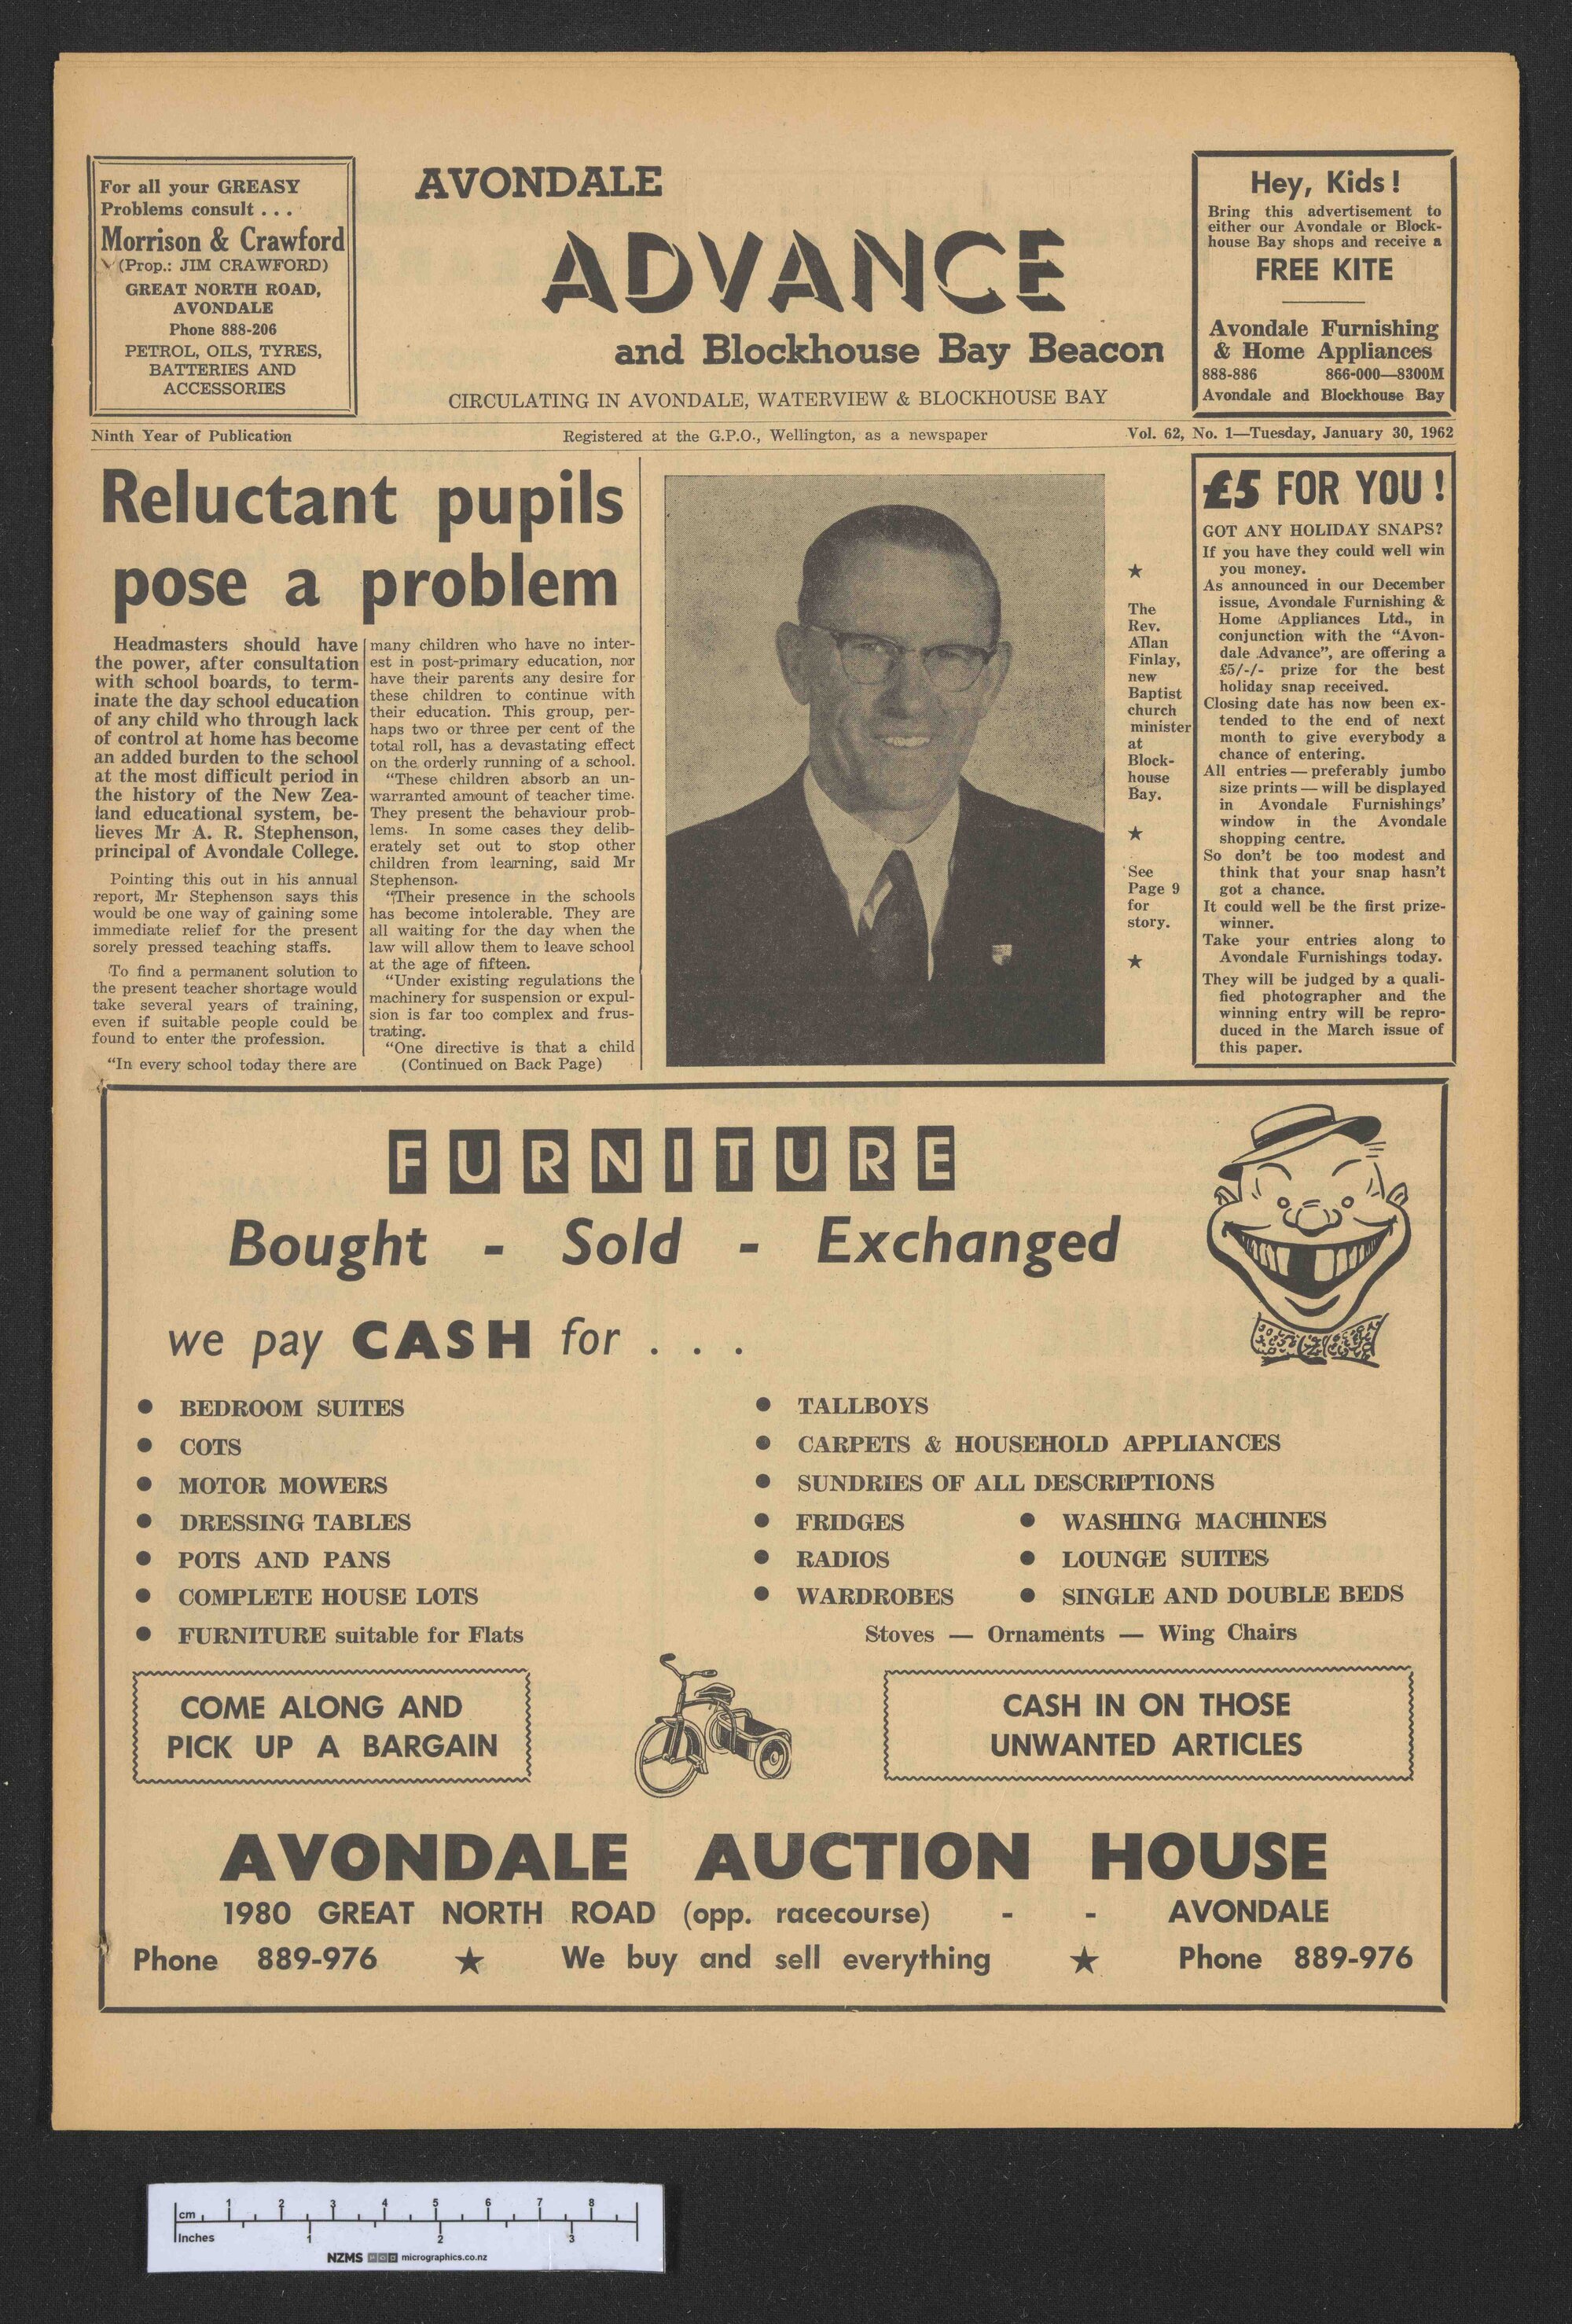 For all your GREASY
Problems consult . . .
Morrison & Crawford
(Prop.: JIM CRAWFORD)
GREAT NORTH ROAD,
AVONDALE
Phone 888-206
PETROL, OILS, TYRES,
BATTERIES AND
ACCESSORIES
AVONDALE
ADVANCE
and Blockhouse Bay Beacon
CIRCULATING IN AVONDALE, WATERVIEW & BLOCKHOUSE BAY
Hey, Kids!
Bring this advertisement to
either our Avondale or Block-
house Bay shops and receive a
FREE KITE
Avondale Furnishing
& Home Appliances
888-886 866-000—8300M
Avondale and Blockhouse Bay
Ninth Year of Publication Registered at the G.P.O., Wellington, as a newspaper Vol. 62, No. 1—Tuesday, January 30, 1962
Reluctant pupils
pose a problem
Headmasters should have
the power, after consultation
with school boards, to term-
inate the day school education
of any child who through lack
of control at home has become
an added burden to the school
at the most difficult period in
the history of the New Zea-
land educational system, be-
lieves Mr A. R. Stephenson,
principal of Avondale College.
Pointing this out in his annual
report, Mr Stephenson says this
would be one way of gaining some
immediate relief for the present
sorely pressed teaching staffs.
To find a permanent solution to
the present teacher shortage would
take several years of training,
even if suitable people could be
found to enter the profession.
"In every school today there are
many children who have no inter-
est in post-primary education, nor
have their parents any desire for
these children to continue with
their education. This group, per-
haps two or three per cent of the
total roll, has a devastating effect
on the orderly running of a school.
"These children absorb an un-
warranted amount of teacher time.
They present the behaviour prob-
lems. In some cases they delib-
erately set out to stop other
children from learning, said Mr
Stephenson.
"Their presence in the schools
has become intolerable. They are
all waiting for the day when the
law will allow them to leave school
at the age of fifteen.
"Under existing regulations the
machinery for suspension or expul-
sion is far too complex and frus-
trating.
"One directive is that a child
(Continued on Back Page)
★
The
Rev.
Allan
Finlay,
new
Baptist
church
minister
at
Block-
house
Bay.
★
See
Page 9
for
story.
★
£5 FOR YOU!
GOT ANY HOLIDAY SNAPS?
If you have they could well win
you money.
As announced in our December
issue, Avondale Furnishing &
Home Appliances Ltd., in
conjunction with the "Avon-
dale Advance", are offering a
£5/-/- prize for the best
holiday snap received.
Closing date has now been ex-
tended to the end of next
month to give everybody a
chance of entering.
All entries — preferably jumbo
size prints — will be displayed
in Avondale Furnishings'
window in the Avondale
shopping centre.
So don't be too modest and
think that your snap hasn't
got a chance.
It could well be the first prize-
winner.
Take your entries along to
Avondale Furnishings today.
They will be judged by a quali-
fied photographer and the
winning entry will be repro-
duced in the March issue of
this paper.
FURNITURE
Bought - Sold - Exchanged
we pay CASH for . . .
● BEDROOM SUITES
● COTS
● MOTOR MOWERS
● DRESSING TABLES
● POTS AND PANS
● COMPLETE HOUSE LOTS
● FURNITURE suitable for Flats
● TALLBOYS
● CARPETS & HOUSEHOLD APPLIANCES
● SUNDRIES OF ALL DESCRIPTIONS
● FRIDGES ● WASHING MACHINES
● RADIOS ● LOUNGE SUITES
● WARDROBES ● SINGLE AND DOUBLE BEDS
Stoves — Ornaments — Wing Chairs
COME ALONG AND
PICK UP A BARGAIN
CASH IN ON THOSE
UNWANTED ARTICLES
AVONDALE AUCTION HOUSE
1980 GREAT NORTH ROAD (opp. racecourse) - - AVONDALE
Phone 889-976 ★ We buy and sell everything ★ Phone 889-976
cm 1 2 3 4 5 6 7 8
Inches 1 2 3
NZMS micrographics.co.nz